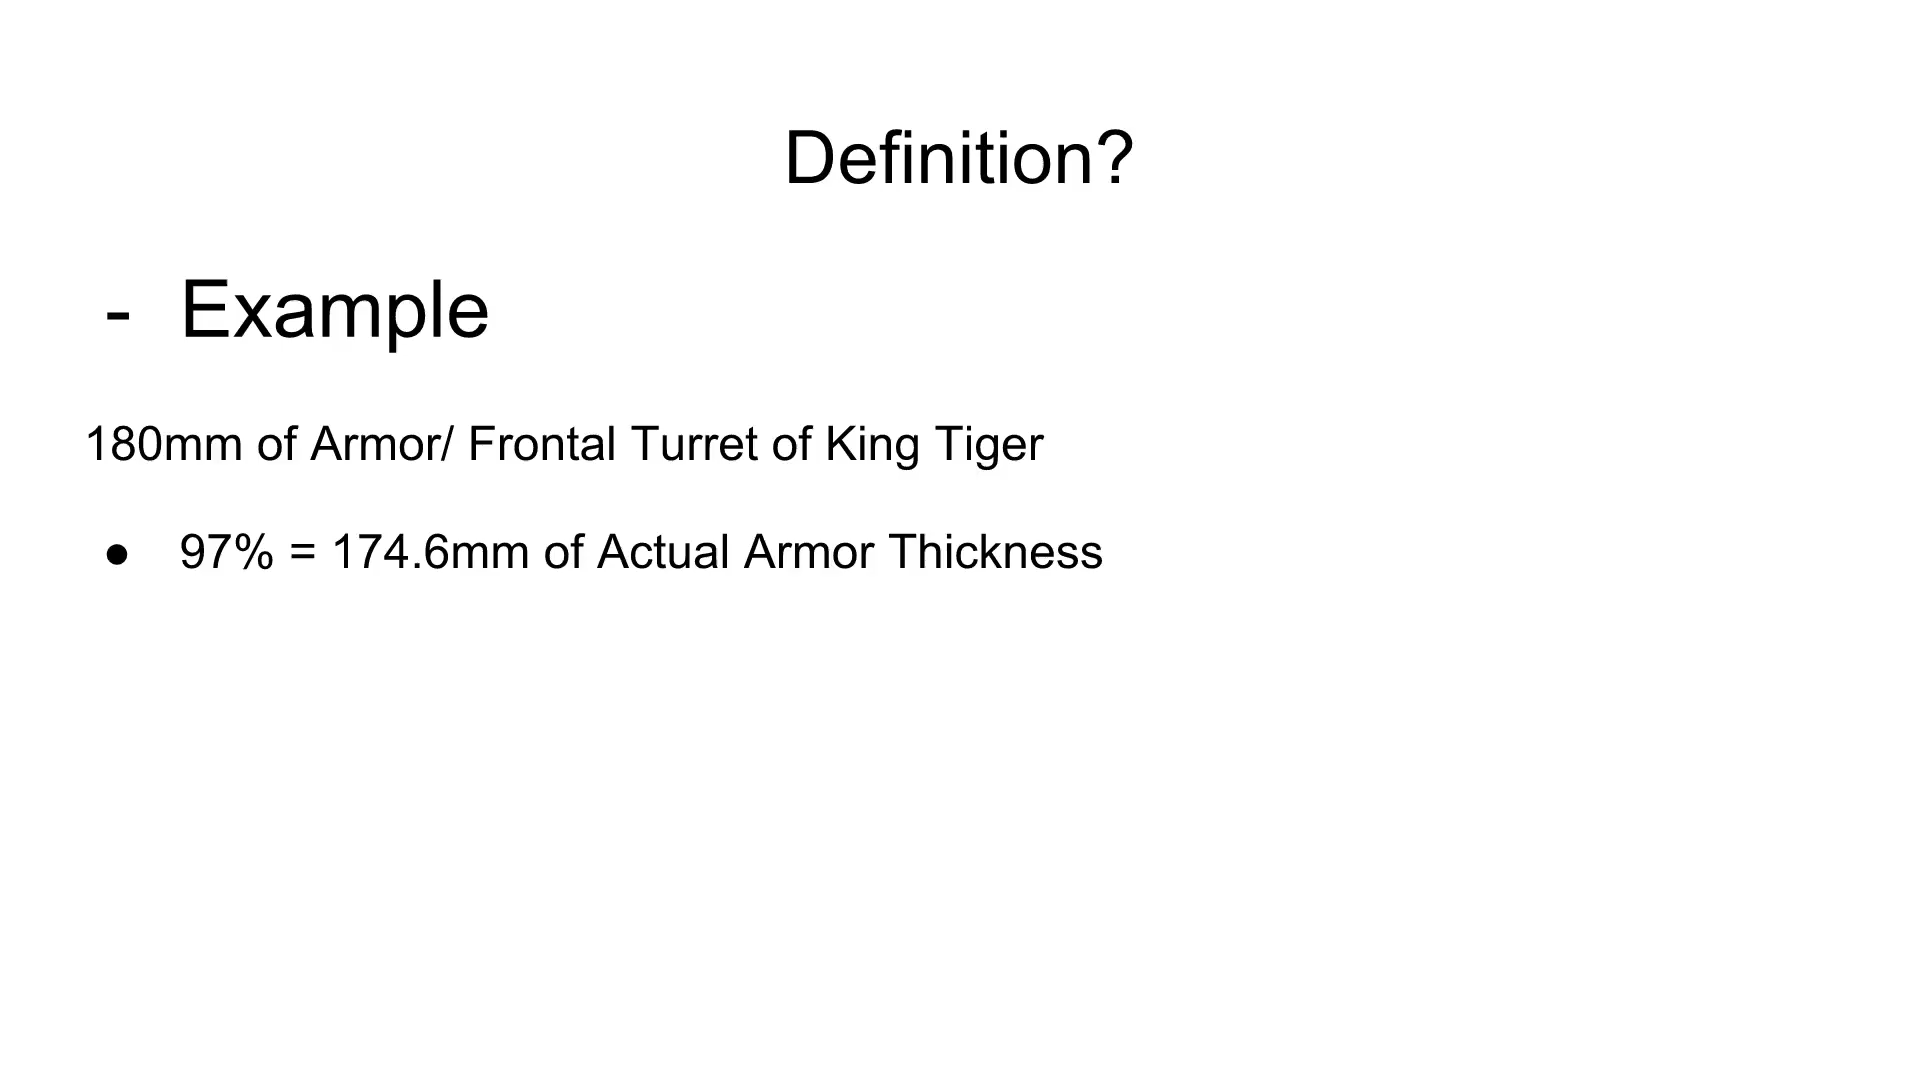 Definition?
- Example
180mm of Armor/ Frontal Turret of King Tiger
● 97% = 174.6mm of Actual Armor Thickness